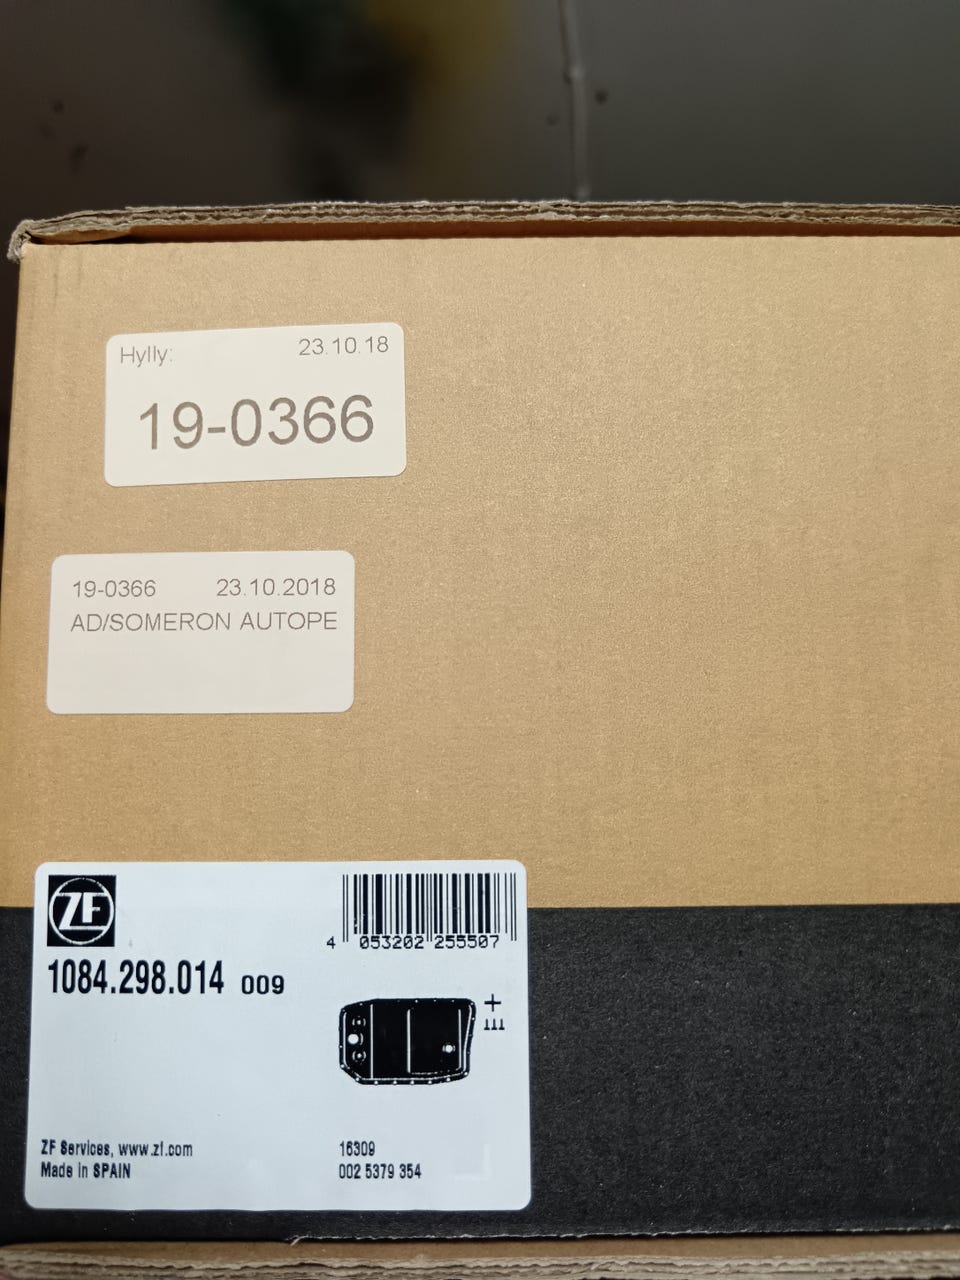 Hylly: 23.10.18
19-0366
19-0366 23.10.2018
AD/SOMERON AUTOPE
ZF
4 053202 255507
1084.298.014 009
+
ZF Services, www.zf.com
Made in SPAIN
16309
002 5379 354